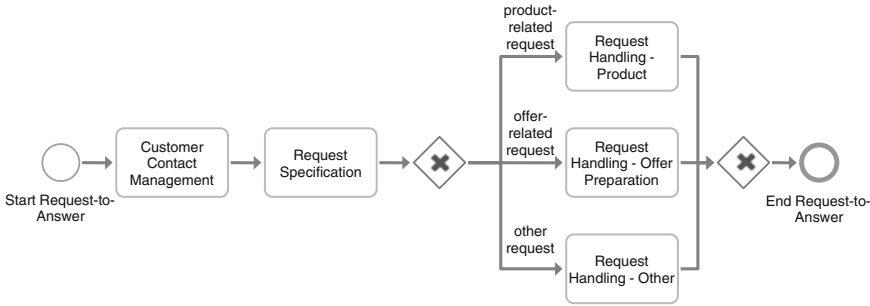 product-
related
request
Request
Handling -
Product
Customer
Contact
Management
Request
Specification
offer-
related
request
Request
Handling - Offer
Preparation
Start Request-to-
Answer
End Request-to-
Answer
other
request
Request
Handling - Other